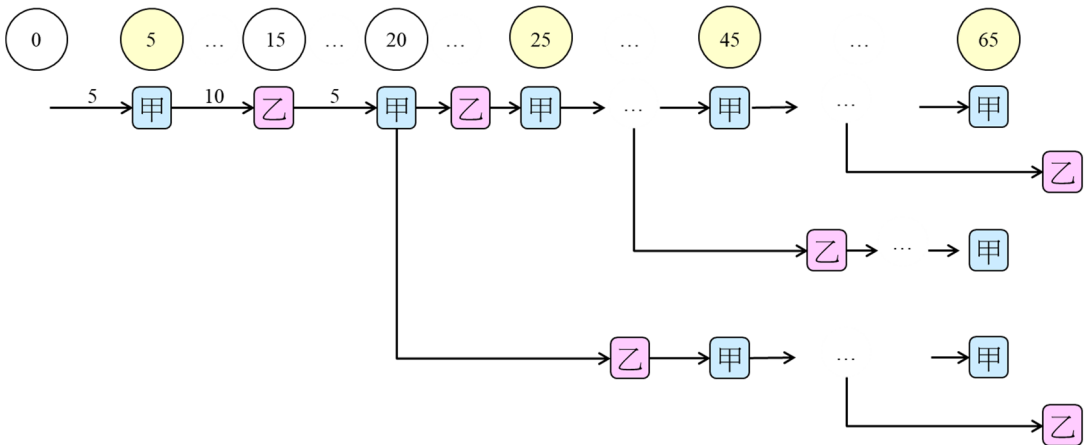 0 5 … 15 … 20 … 25 … 45 … 65
5 甲 10 乙 5 甲 乙 甲 … 甲 … 甲
乙
乙 … 甲
乙 甲 … 甲
乙